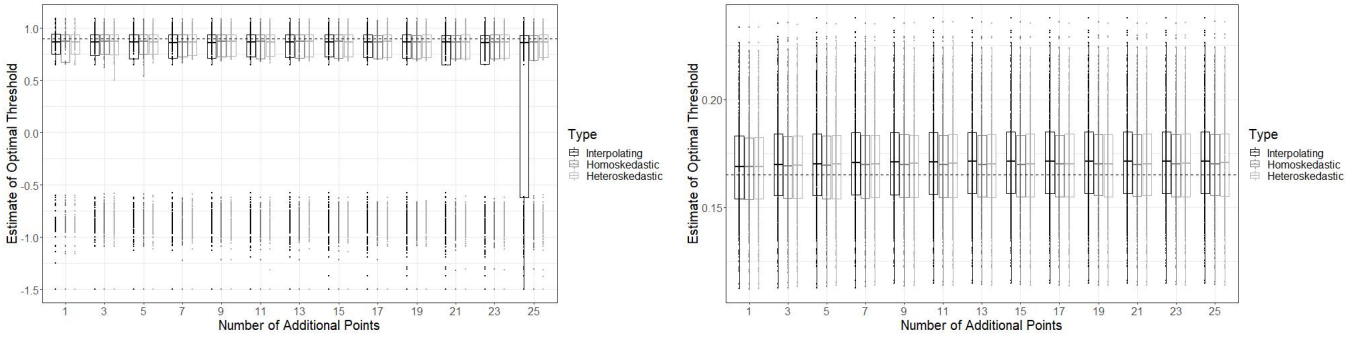 Estimate of Optimal Threshold
1.0
0.5
0.0
-0.5
-1.0
-1.5
1 3 5 7 9 11 13 15 17 19 21 23 25
Number of Additional Points
Type
Interpolating
Homoskedastic
Heteroskedastic
Estimate of Optimal Threshold
0.20
0.15
1 3 5 7 9 11 13 15 17 19 21 23 25
Number of Additional Points
Type
Interpolating
Homoskedastic
Heteroskedastic